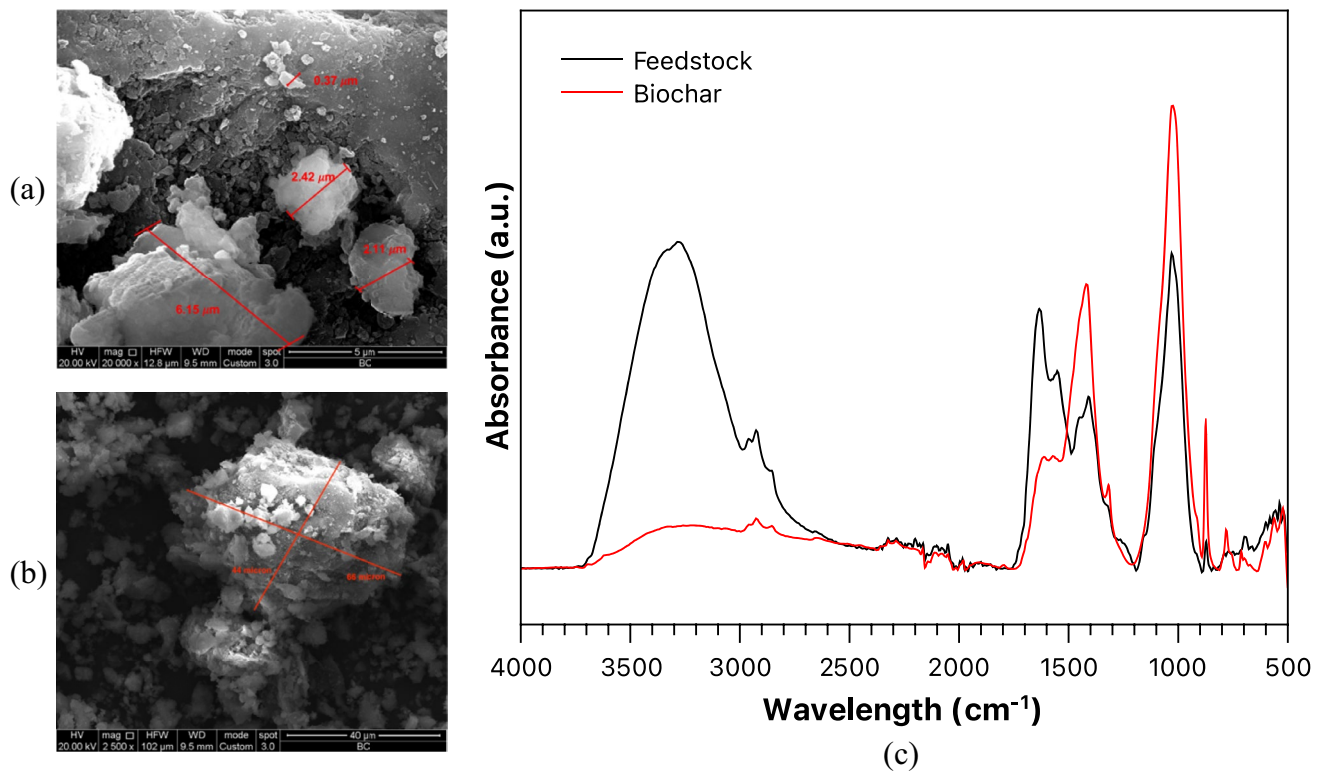 (a)
0.37 µm
2.42 µm
2.11 µm
6.15 µm
HV mag HFW WD mode spot 5 µm
20.00 kV 20 000 x 12.8 µm 9.5 mm Custom 3.0 BC
(b)
HV mag HFW WD mode spot 40 µm
20.00 kV 2 500 x 102 µm 9.5 mm Custom 3.0 BC
Feedstock
Biochar
Absorbance (a.u.)
4000 3500 3000 2500 2000 1500 1000 500
Wavelength (cm⁻¹)
(c)